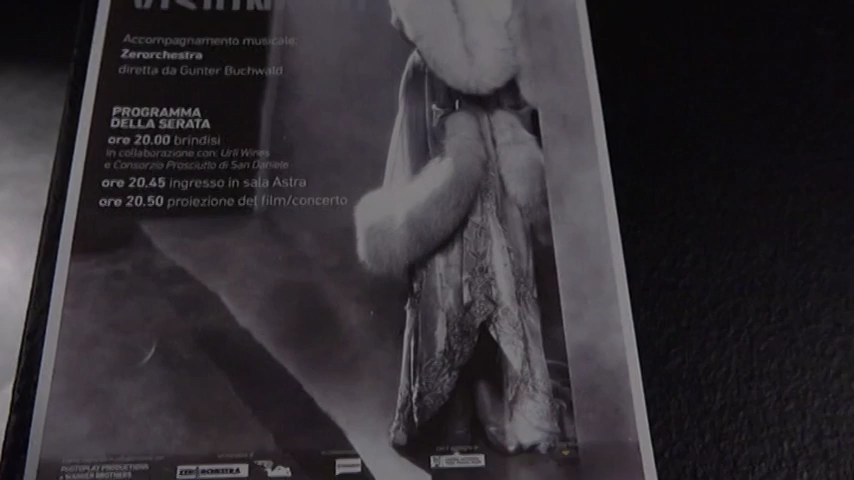 Accompagnamento musicale:
Zerorchestra
diretta da Gunter Buchwald
PROGRAMMA
DELLA SERATA
ore 20.00 brindisi
in collaborazione con: Urli Wines
e Consorzio Prosciutto di San Daniele
ore 20.45 ingresso in sala Astra
ore 20.50 proiezione del film/concerto
PHOTOPLAY PRODUCTIONS
e WARNER BROTHERS
ZERORCHESTRA